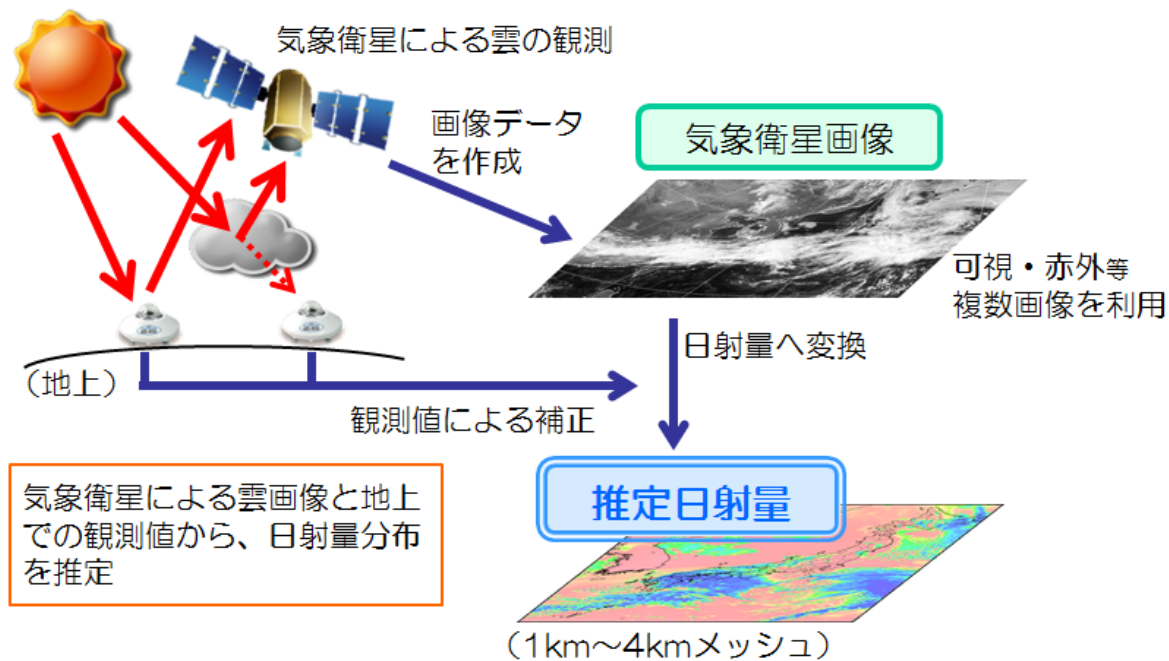 気象衛星による雲の観測
画像データ
を作成
気象衛星画像
可視・赤外等
複数画像を利用
日射量へ変換
（地上）
観測値による補正
気象衛星による雲画像と地上
での観測値から、日射量分布
を推定
推定日射量
（1km～4kmメッシュ）